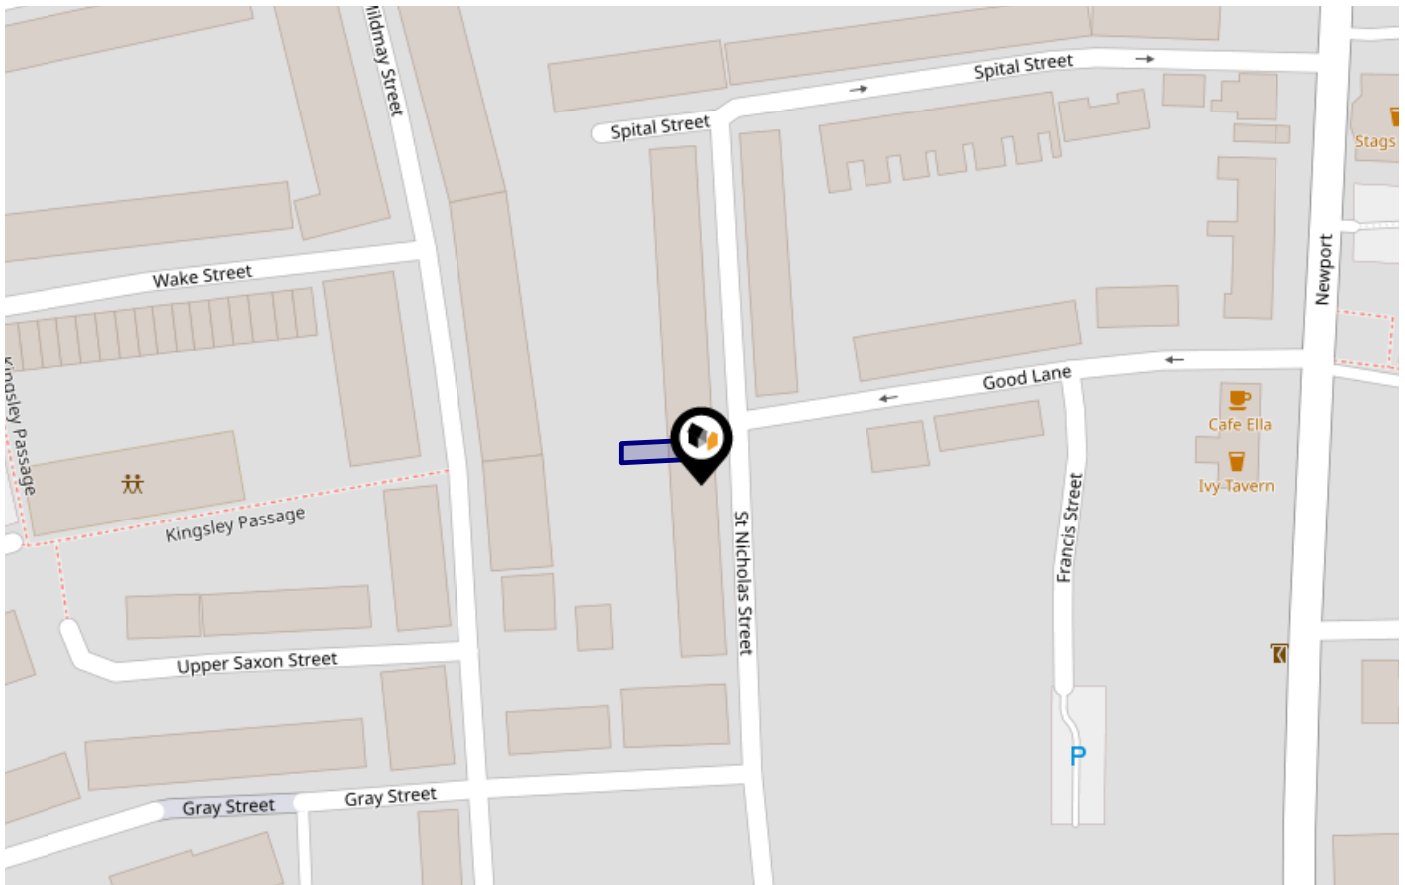 Mildmay Street
Spital Street
Spital Street
Stags
Wake Street
Newport
Kingsley Passage
Good Lane
Cafe Ella
Ivy Tavern
Kingsley Passage
St Nicholas Street
Francis Street
Upper Saxon Street
P
Gray Street
Gray Street